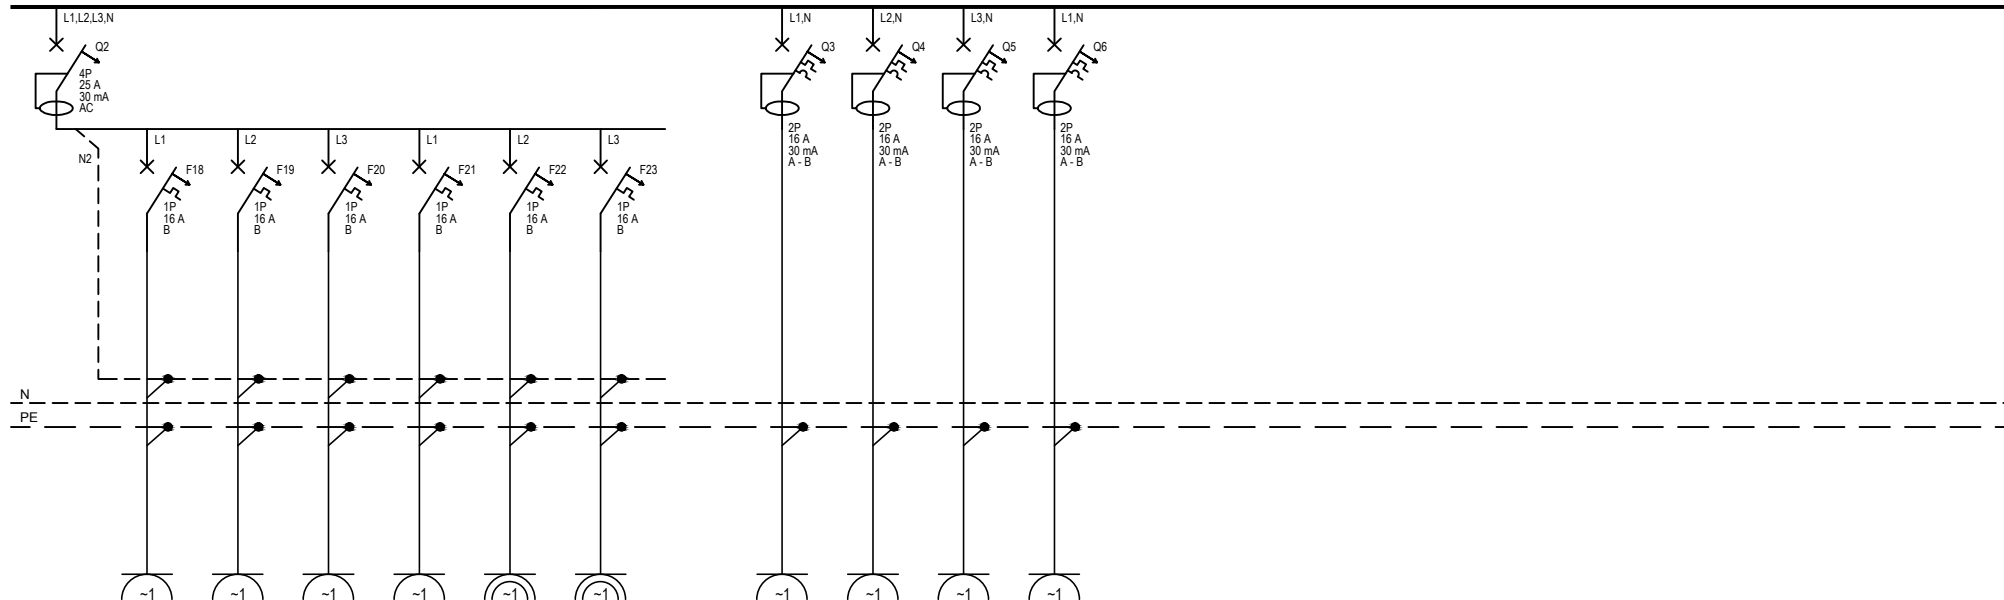 L1,L2,L3,N
Q2
4P
25 A
30 mA
AC
N2
L1
F18
1P
16 A
B
L2
F19
1P
16 A
B
L3
F20
1P
16 A
B
L1
F21
1P
16 A
B
L2
F22
1P
16 A
B
L3
F23
1P
16 A
B
L1,N
Q3
2P
16 A
30 mA
A - B
L2,N
Q4
2P
16 A
30 mA
A - B
L3,N
Q5
2P
16 A
30 mA
A - B
L1,N
Q6
2P
16 A
30 mA
A - B
N
PE
~1
~1
~1
~1
~1
~1
~1
~1
~1
~1